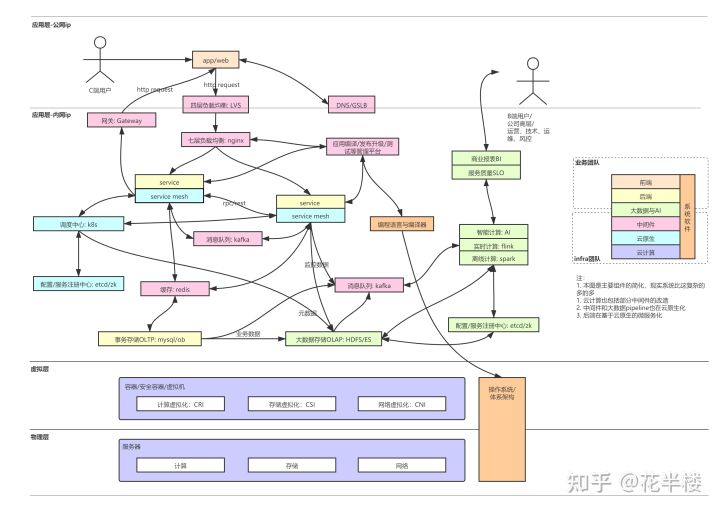 应用层-公网ip
C端用户
app/web
http request
http request
四层负载均衡: LVS
DNS/GSLB
应用层-内网ip
网关: Gateway
七层负载均衡: nginx
应用编译/发布升级/测
试等管理平台
B端用户/
公司高层/
运营、技术、运
维、风控
商业报表BI
服务质量SLO
service
service mesh
rpc/rest
service
service mesh
调度中心: k8s
消息队列: kafka
编程语言与编译器
智能计算: AI
实时计算: flink
离线计算: spark
监控数据
配置/服务注册中心: etcd/zk
缓存: redis
消息队列: kafka
元数据
业务数据
事务存储OLTP: mysql/ob
大数据存储OLAP: HDFS/ES
配置/服务注册中心: etcd/zk
业务团队
前端
后端
大数据与AI
中间件
云原生
云计算
系统软件
infra团队
注:
1. 本图是主要组件的简化，现实系统比这复杂的
多的多
1. 云计算也包括部分中间件的改造
2. 中间件和大数据pipeline也在云原生化
3. 后端在基于云原生的微服务化
虚拟层
容器/安全容器/虚拟机
计算虚拟化: CRI
存储虚拟化: CSI
网络虚拟化: CNI
操作系统/
体系架构
物理层
服务器
计算
存储
网络
知乎 @花半楼